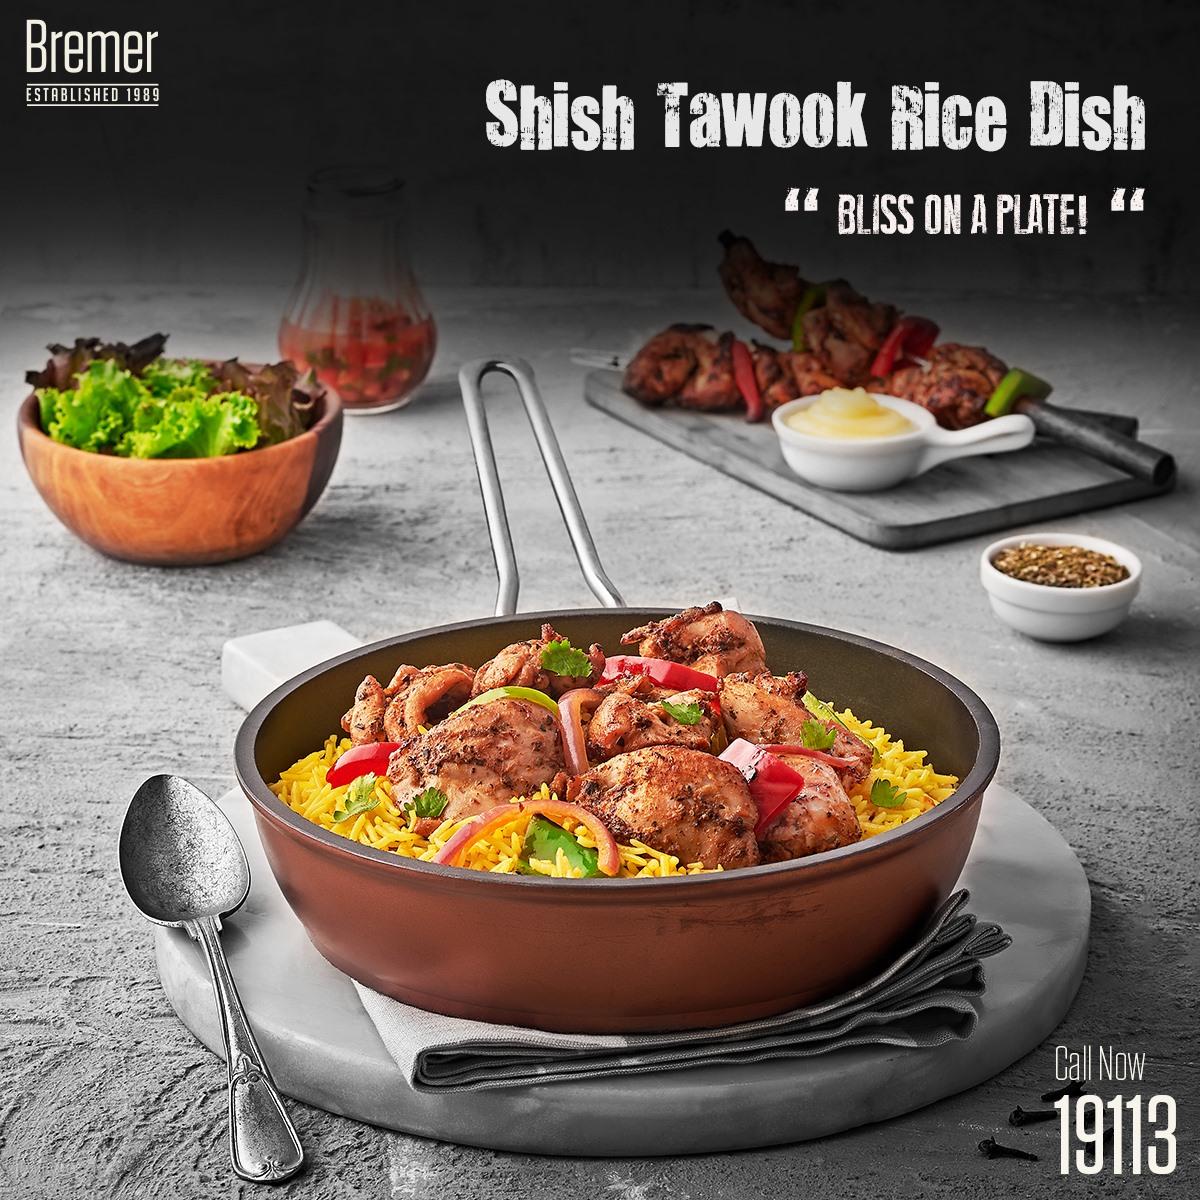 Bremer
ESTABLISHED 1989
Shish Tawook Rice Dish
“ BLISS ON A PLATE! “
Call Now
19113